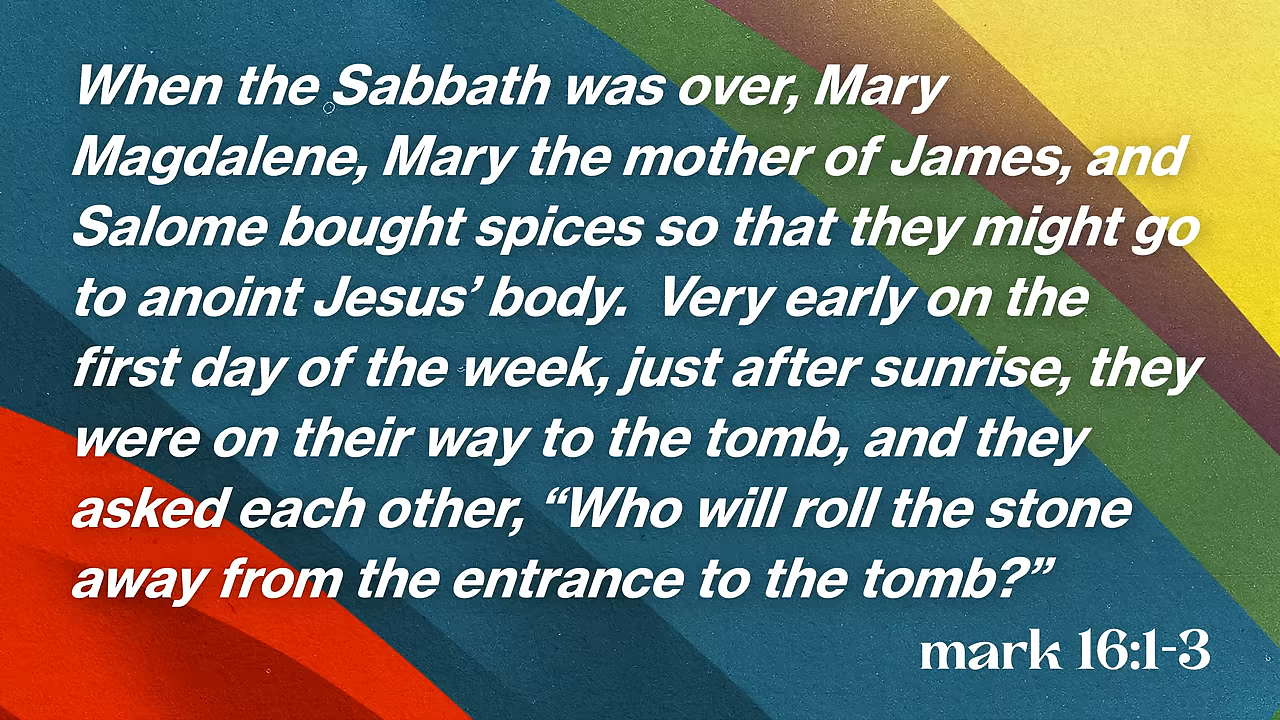 When the Sabbath was over, Mary
Magdalene, Mary the mother of James, and
Salome bought spices so that they might go
to anoint Jesus’ body.  Very early on the
first day of the week, just after sunrise, they
were on their way to the tomb, and they
asked each other, “Who will roll the stone
away from the entrance to the tomb?”
mark 16:1-3